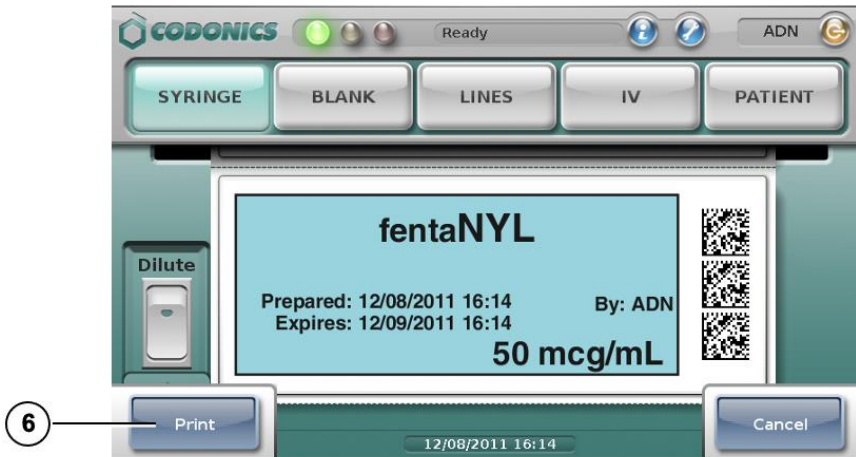 CODONICS Ready ADN
SYRINGE BLANK LINES IV PATIENT
fentaNYL
Dilute
Prepared: 12/08/2011 16:14 By: ADN
Expires: 12/09/2011 16:14
50 mcg/mL
6 Print Cancel
12/08/2011 16:14